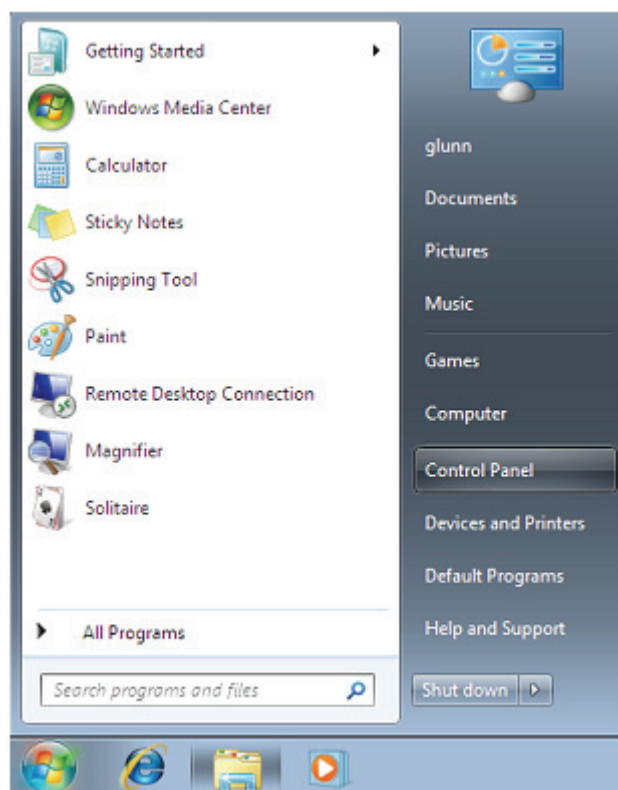 Getting Started
Windows Media Center
Calculator
Sticky Notes
Snipping Tool
Paint
Remote Desktop Connection
Magnifier
Solitaire
All Programs
Search programs and files
glunn
Documents
Pictures
Music
Games
Computer
Control Panel
Devices and Printers
Default Programs
Help and Support
Shut down